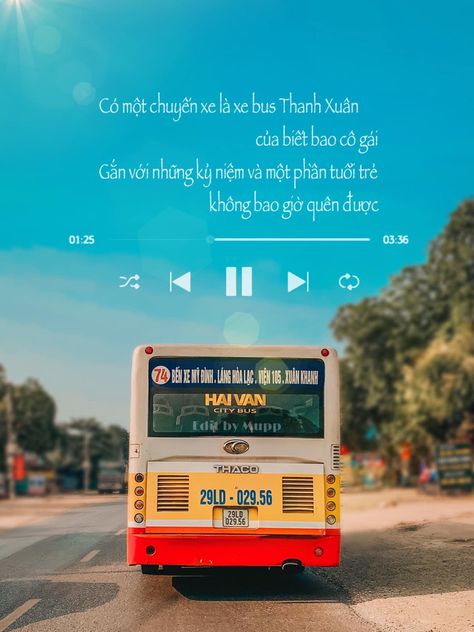 Có một chuyến xe là xe bus Thanh Xuân
của biết bao cô gái
Gắn với những kỷ niệm và một phần tuổi trẻ
không bao giờ quên được
01:25
03:36
74 BẾN XE MỸ ĐÌNH . LÁNG HÒA LẠC . VIỆN 105 . XUÂN KHANH
HAI VAN
CITY BUS
Edit by Mupp
THACO
29LD - 029.56
29LD
029.56